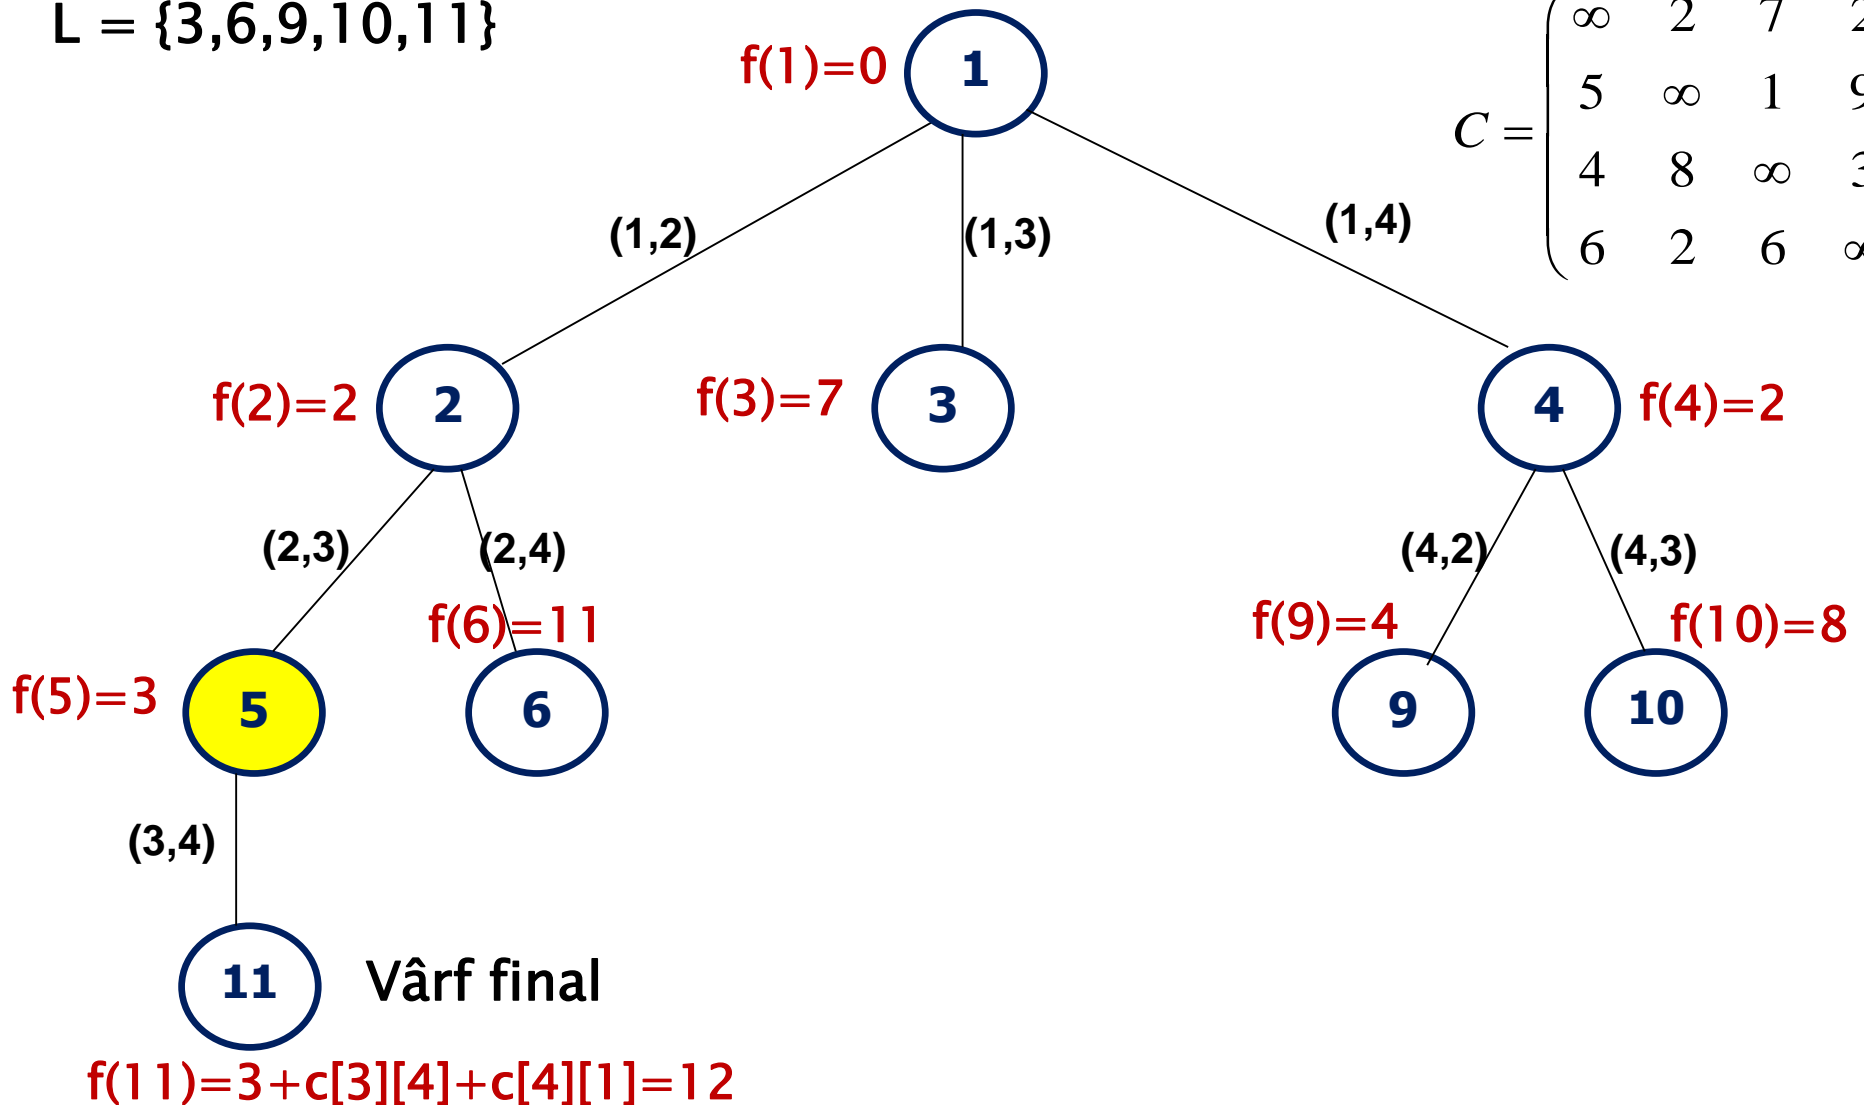 L = {3,6,9,10,11}
f(1)=0
1
C =
∞ 2 7 2
5 ∞ 1 9
4 8 ∞ 3
6 2 6 ∞
(1,2)
(1,3)
(1,4)
f(2)=2
2
f(3)=7
3
4
f(4)=2
(2,3)
(2,4)
(4,2)
(4,3)
f(6)=11
f(9)=4
f(10)=8
f(5)=3
5
6
9
10
(3,4)
11
Vârf final
f(11)=3+c[3][4]+c[4][1]=12